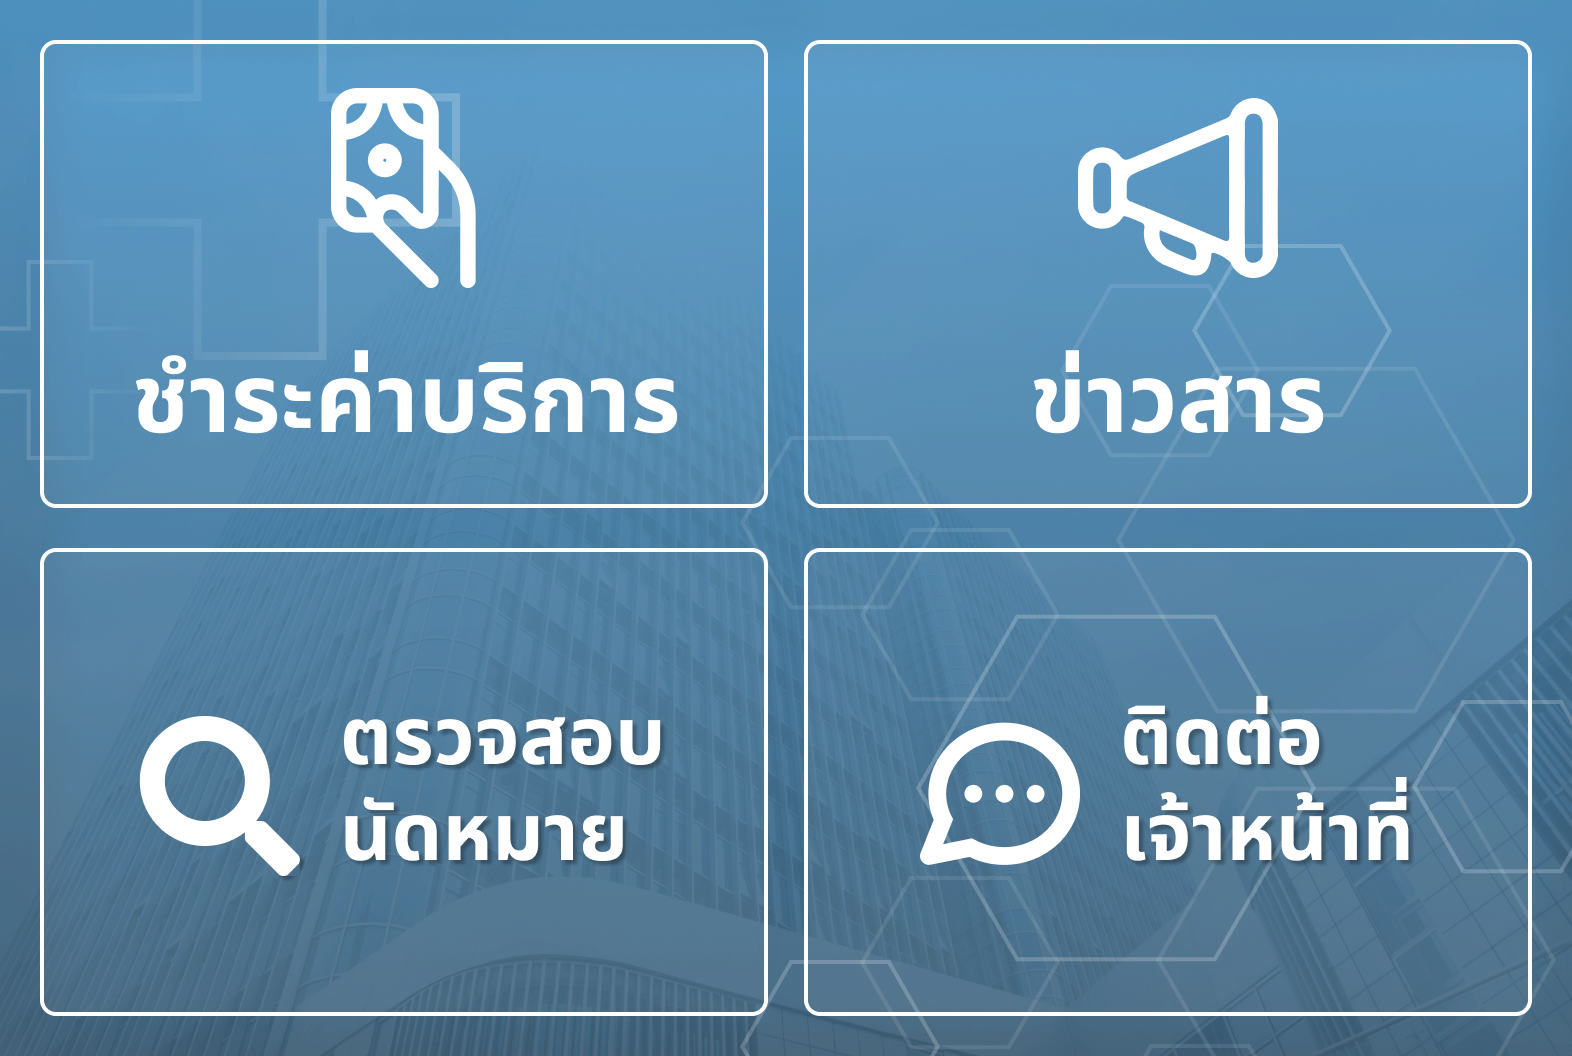 ชำระค่าบริการ
ข่าวสาร
ตรวจสอบ
นัดหมาย
ติดต่อ
เจ้าหน้าที่